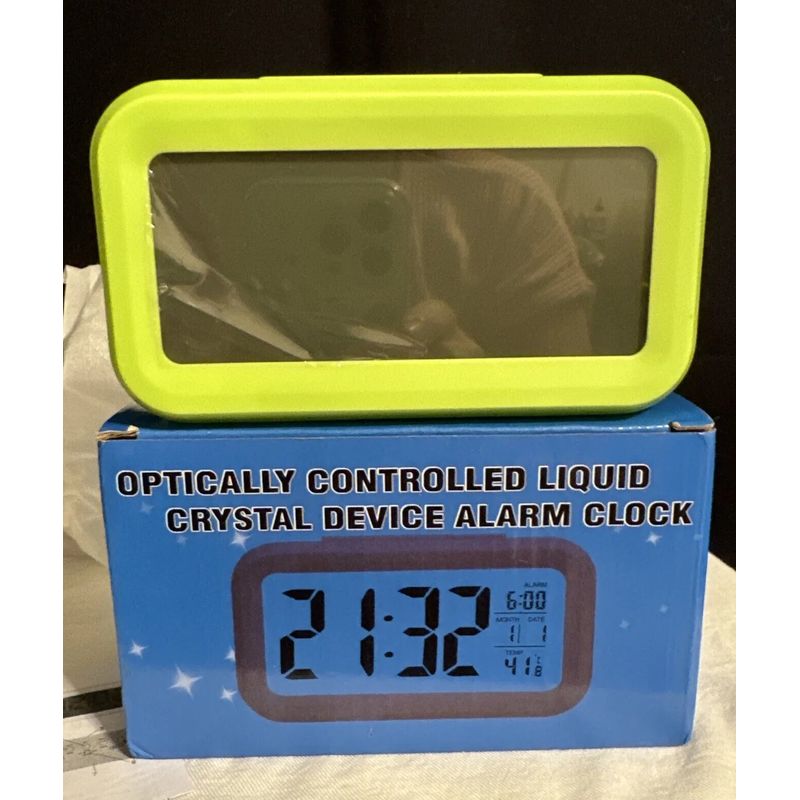 OPTICALLY CONTROLLED LIQUID
CRYSTAL DEVICE ALARM CLOCK
21:32
ALARM
6:00
MONTH DATE
1 1
TEMP
41.8 °C